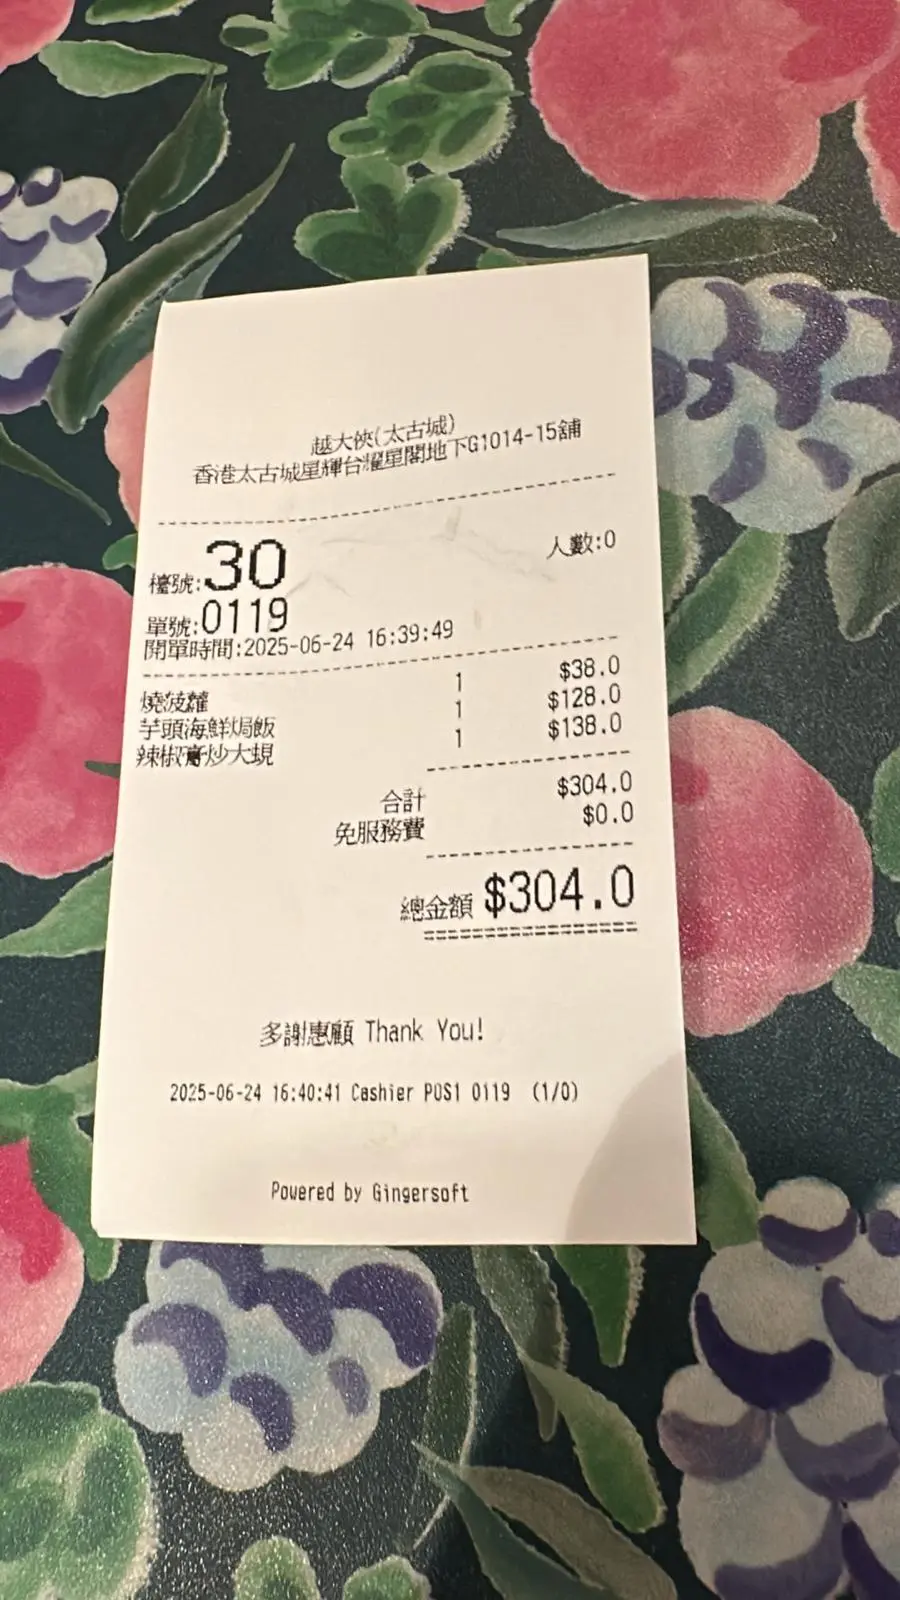 越大俠(太古城)
香港太古城星輝台耀星閣地下G1014-15舖
檯號:30 人數:0
單號:0119
開單時間:2025-06-24 16:39:49
燒菠蘿 1 $38.0
芋頭海鮮焗飯 1 $128.0
辣椒膏炒大蜆 1 $138.0
合計 $304.0
免服務費 $0.0
總金額 $304.0
多謝惠顧 Thank You!
2025-06-24 16:40:41 Cashier POS1 0119 (1/0)
Powered by Gingersoft